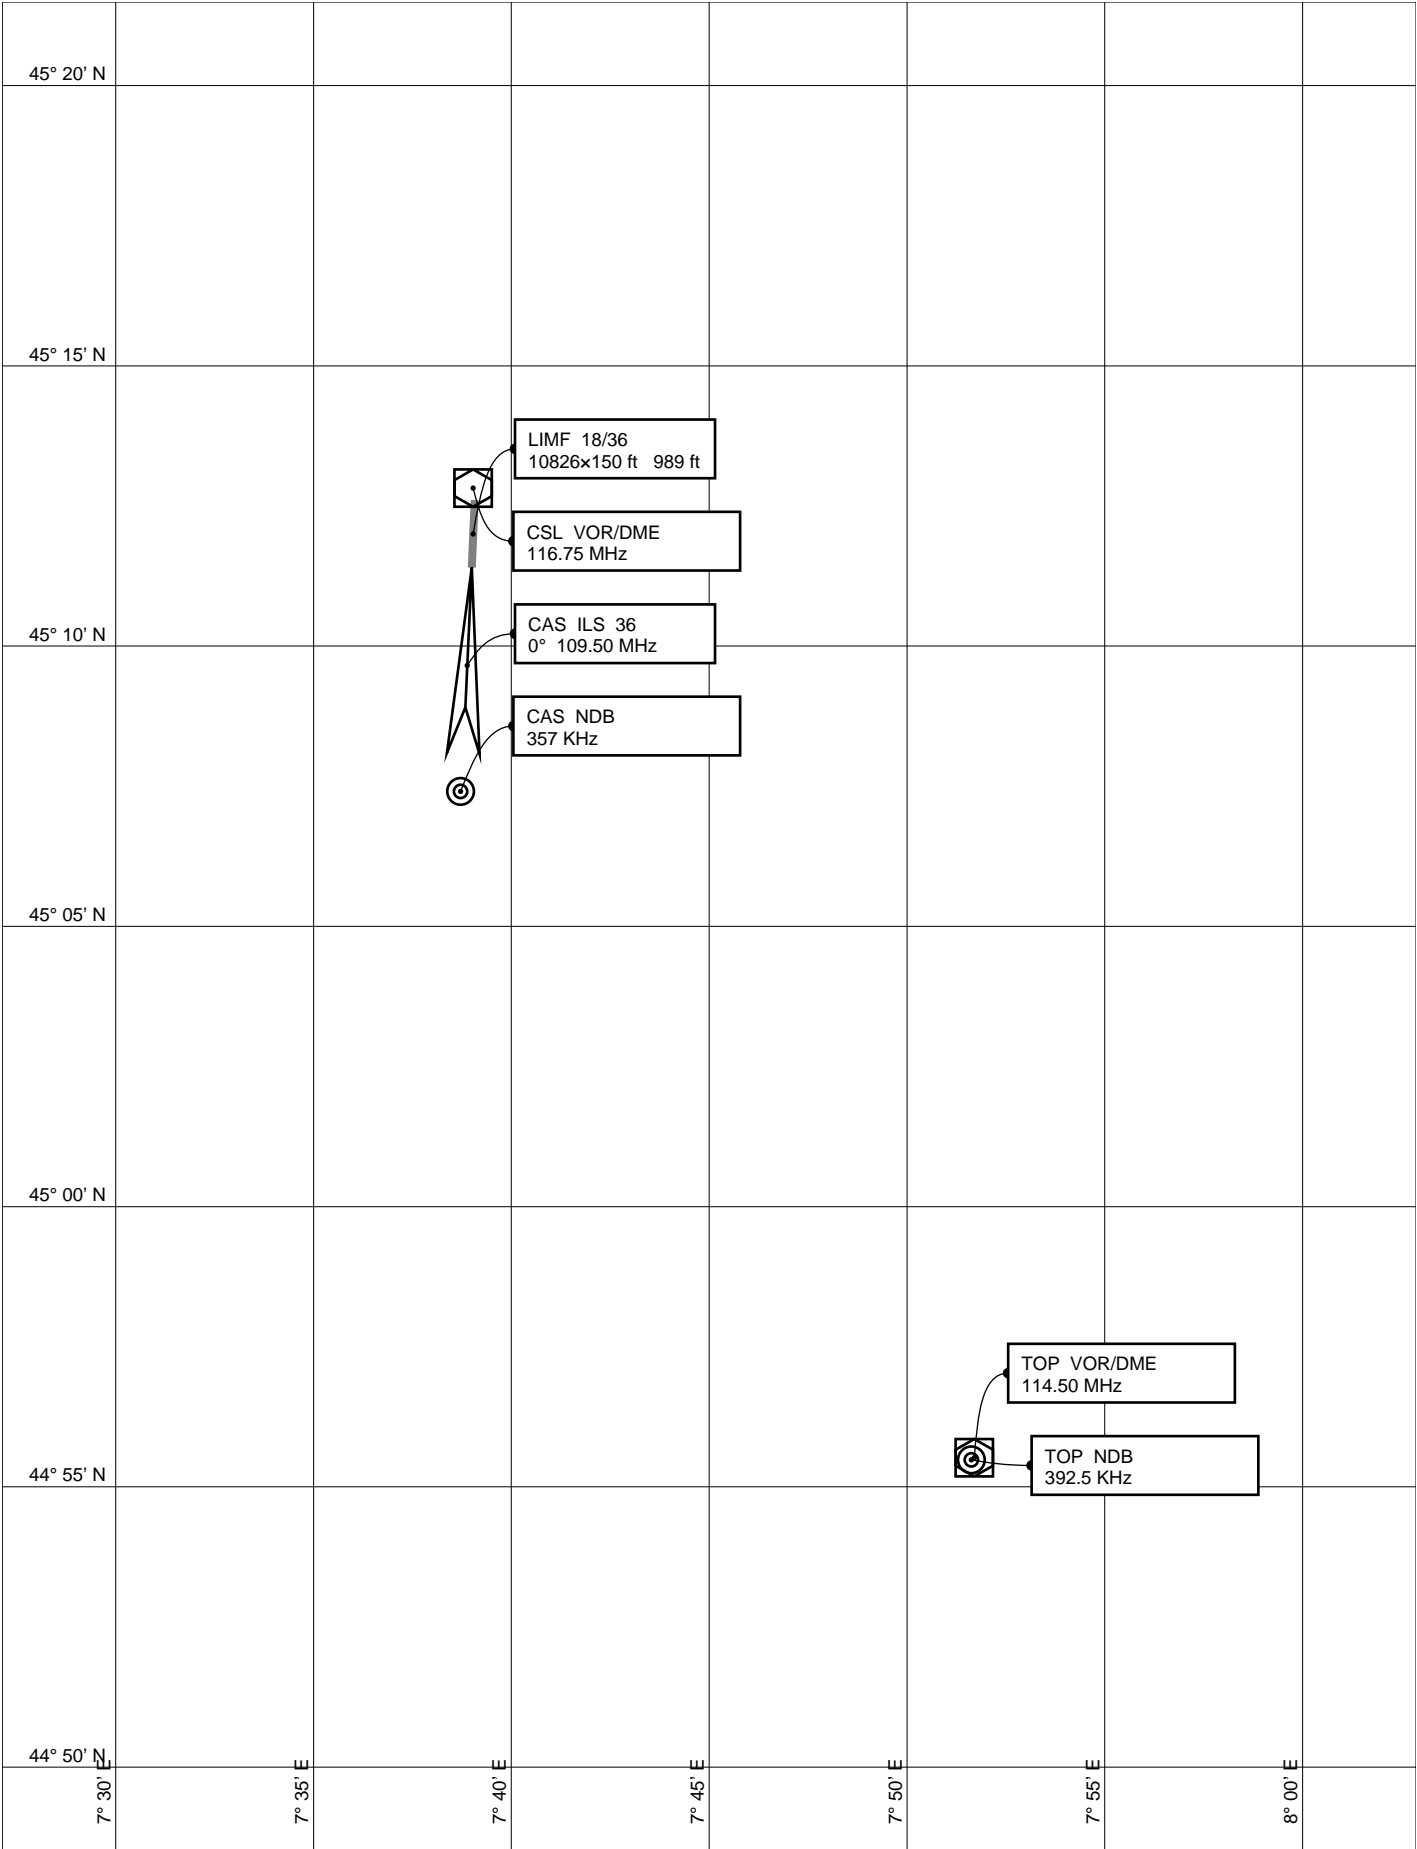 45° 20' N
45° 15' N
LIMF  18/36
10826×150 ft   989 ft
CSL  VOR/DME
116.75 MHz
CAS  ILS  36
0°  109.50 MHz
45° 10' N
CAS  NDB
357 KHz
45° 05' N
45° 00' N
TOP  VOR/DME
114.50 MHz
TOP  NDB
392.5 KHz
44° 55' N
44° 50' N
7° 30' E
7° 35' E
7° 40' E
7° 45' E
7° 50' E
7° 55' E
8° 00' E